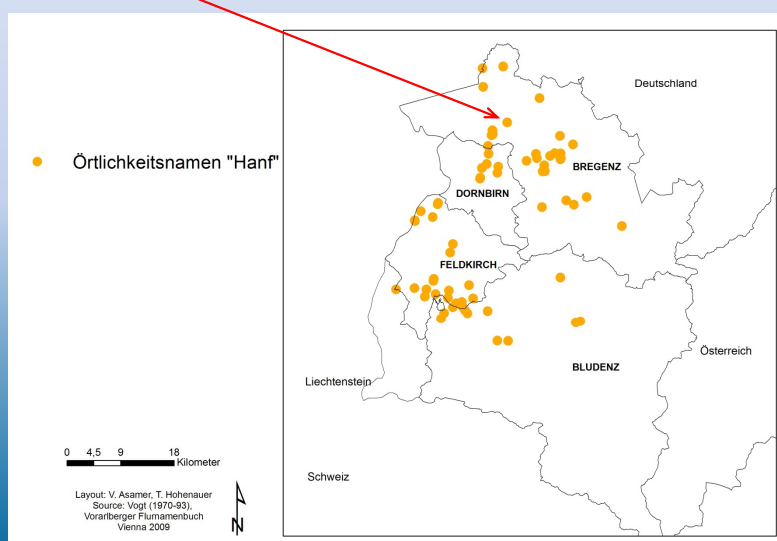 Deutschland
Örtlichkeitsnamen "Hanf"
BREGENZ
DORNBIRN
FELDKIRCH
Österreich
BLUDENZ
Liechtenstein
0 4,5 9 18
Kilometer
Schweiz
Layout: V. Asamer, T. Hohenauer
Source: Vogt (1970-93),
Vorarlberger Flurnamenbuch
Vienna 2009
N